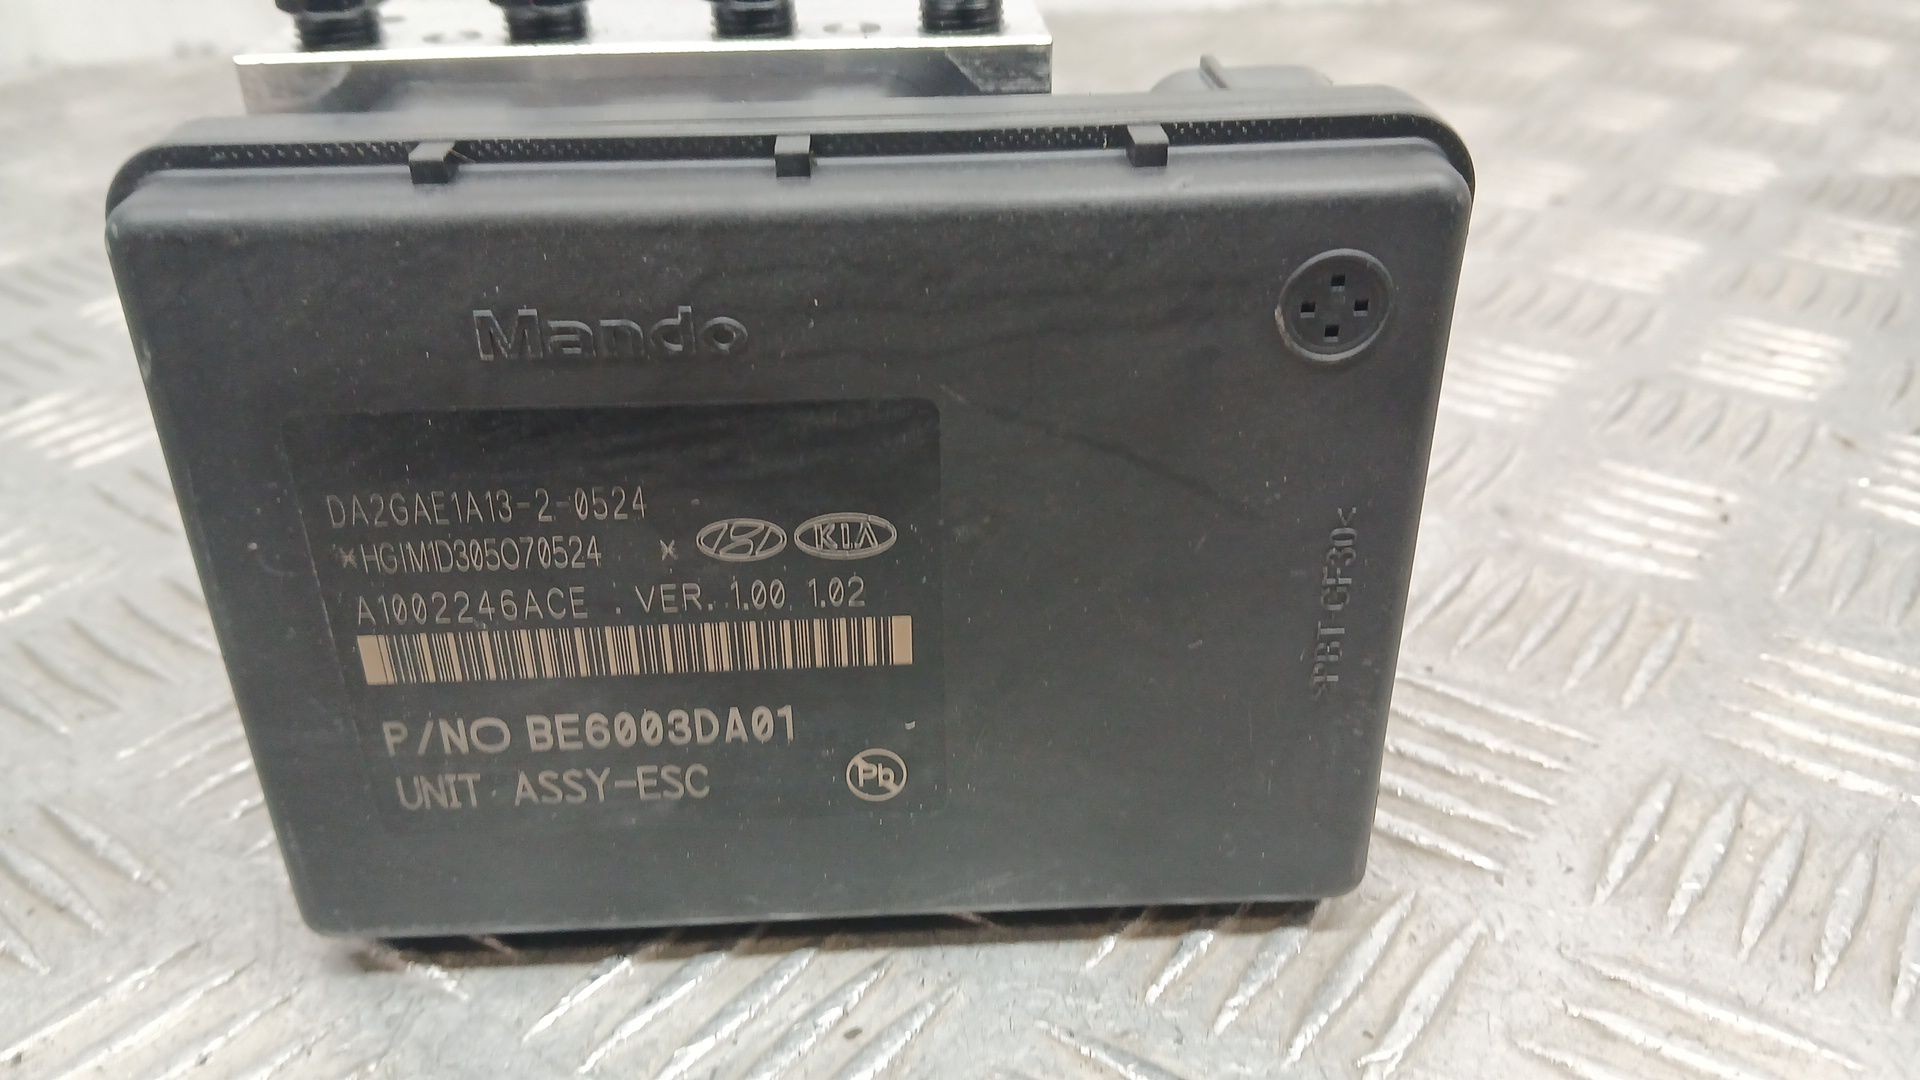 Mando
DA2GAE1A13-2-0524
*HGIM1D305O70524 *
KIA
A1002246ACE . VER. 1.00 1.02
P/NO BE6003DA01
UNIT ASSY-ESC
Pb
>PBT-GF30<